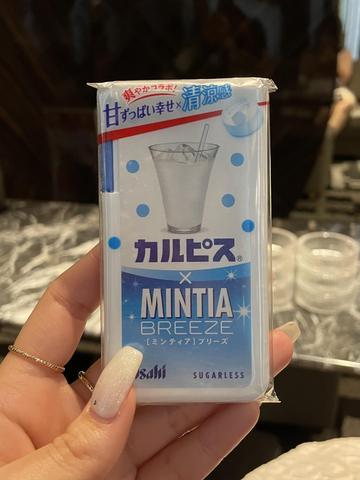 爽やかコラボ!
甘ずっぱい幸せ×清涼感
カルピス®
×
MINTIA
BREEZE
[ミンティア]ブリーズ
Asahi
SUGARLESS